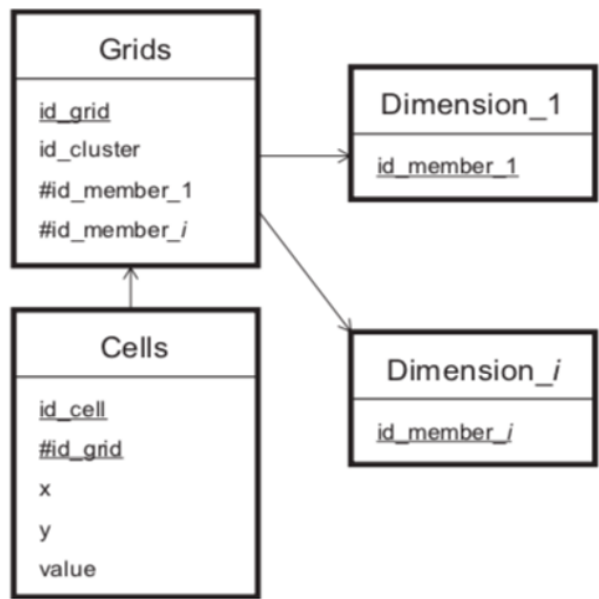 Grids
id_grid
id_cluster
#id_member_1
#id_member_i
Dimension_1
id_member_1
Cells
id_cell
#id_grid
x
y
value
Dimension_i
id_member_i